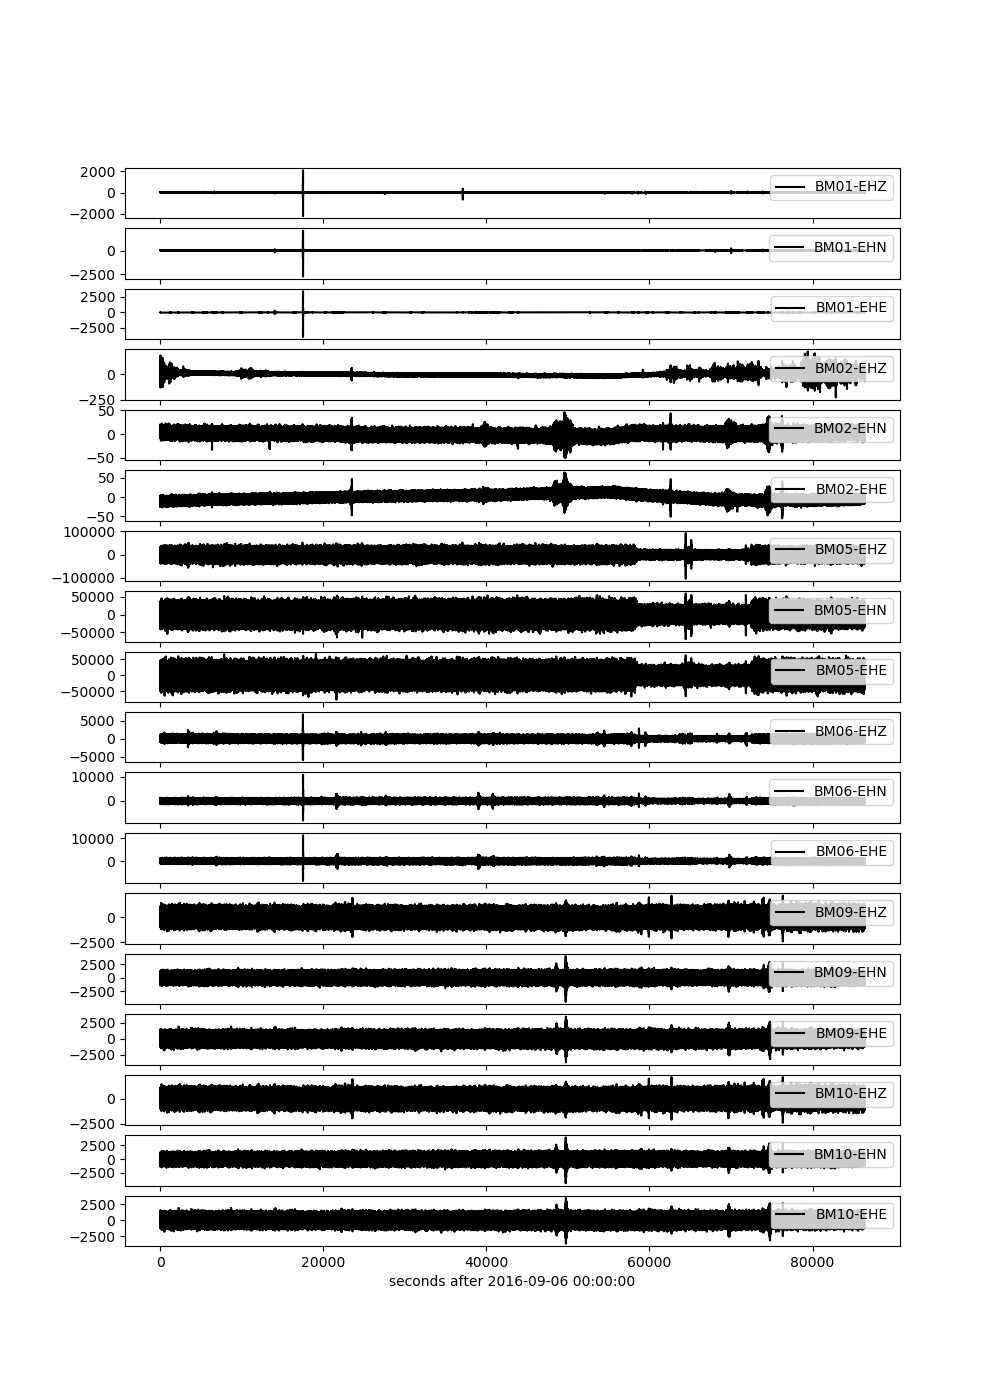 2000
0
−2000
BM01-EHZ
0
−2500
BM01-EHN
2500
0
−2500
BM01-EHE
0
−250
BM02-EHZ
50
0
−50
BM02-EHN
50
0
−50
BM02-EHE
100000
0
−100000
BM05-EHZ
50000
0
−50000
BM05-EHN
50000
0
−50000
BM05-EHE
5000
0
−5000
BM06-EHZ
10000
0
BM06-EHN
10000
0
BM06-EHE
0
−2500
BM09-EHZ
2500
0
−2500
BM09-EHN
2500
0
−2500
BM09-EHE
0
−2500
BM10-EHZ
2500
0
−2500
BM10-EHN
2500
0
−2500
BM10-EHE
0 20000 40000 60000 80000
seconds after 2016-09-06 00:00:00